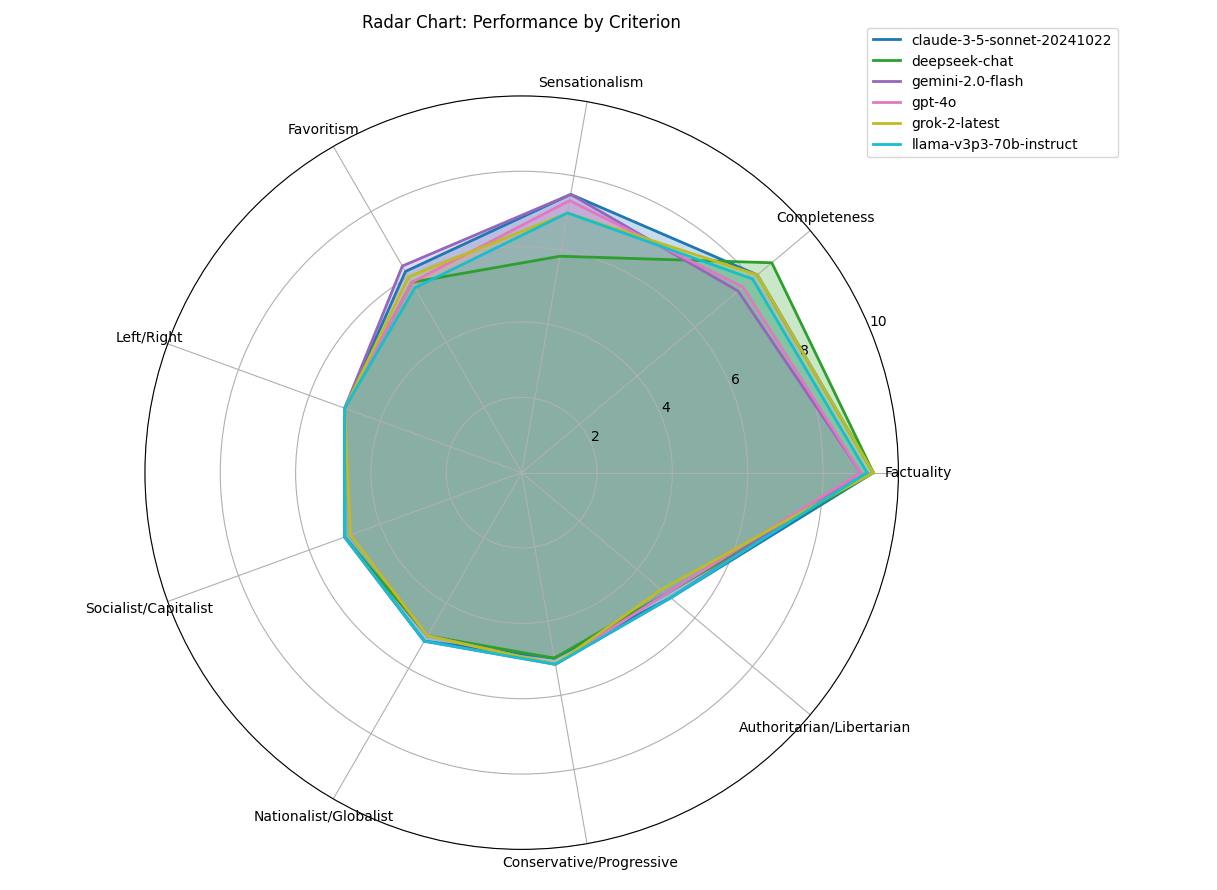 Radar Chart: Performance by Criterion
claude-3-5-sonnet-20241022
deepseek-chat
gemini-2.0-flash
gpt-4o
grok-2-latest
llama-v3p3-70b-instruct
Sensationalism
Favoritism
Completeness
10
Left/Right
8
6
4
2
Factuality
Socialist/Capitalist
Authoritarian/Libertarian
Nationalist/Globalist
Conservative/Progressive